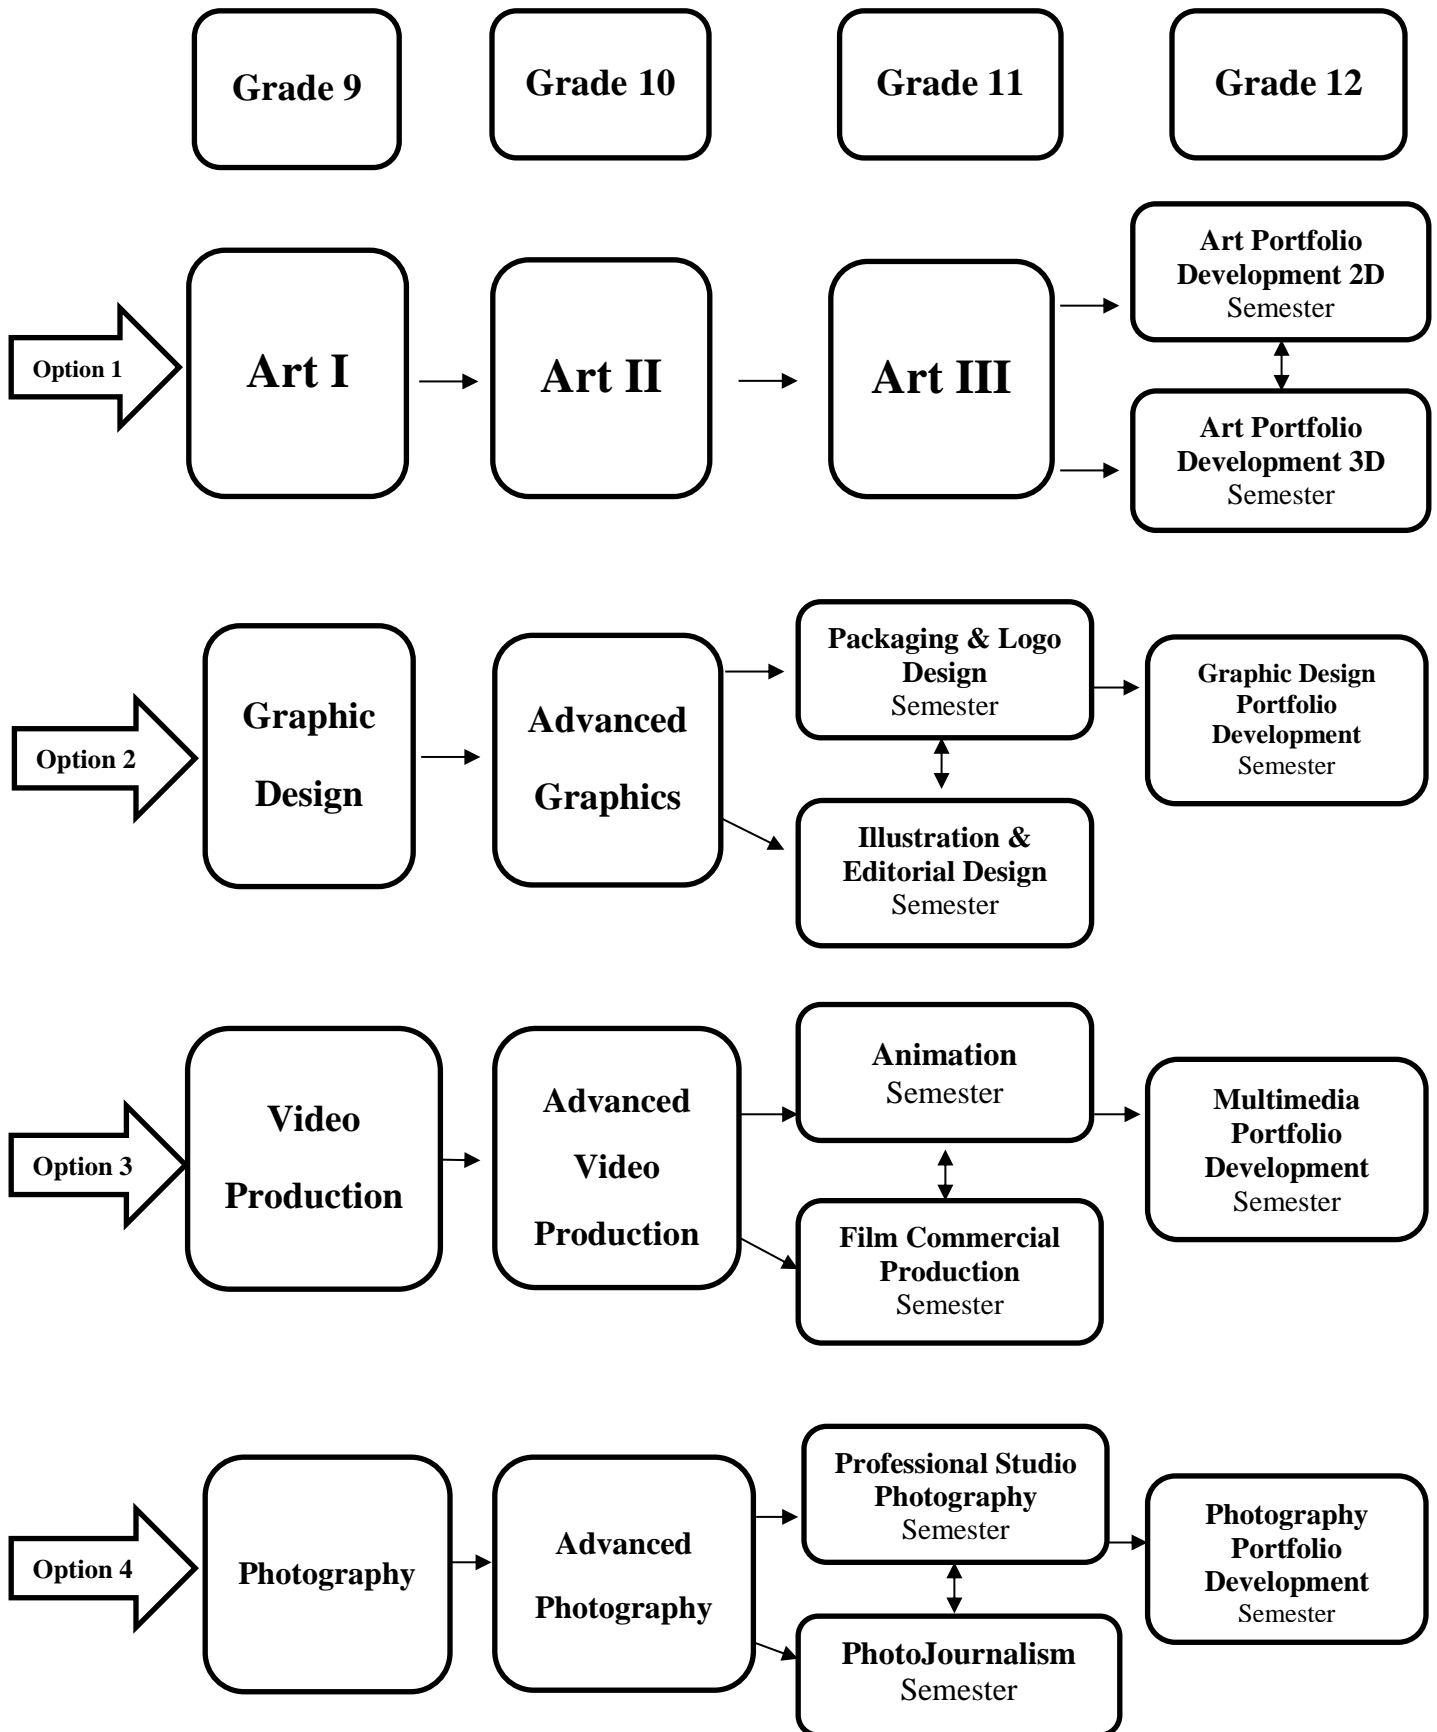 Grade 9
Grade 10
Grade 11
Grade 12
Option 1
Art I
Art II
Art III
Art Portfolio
Development 2D
Semester
Art Portfolio
Development 3D
Semester
Option 2
Graphic
Design
Advanced
Graphics
Packaging & Logo
Design
Semester
Illustration &
Editorial Design
Semester
Graphic Design
Portfolio
Development
Semester
Option 3
Video
Production
Advanced
Video
Production
Animation
Semester
Film Commercial
Production
Semester
Multimedia
Portfolio
Development
Semester
Option 4
Photography
Advanced
Photography
Professional Studio
Photography
Semester
PhotoJournalism
Semester
Photography
Portfolio
Development
Semester